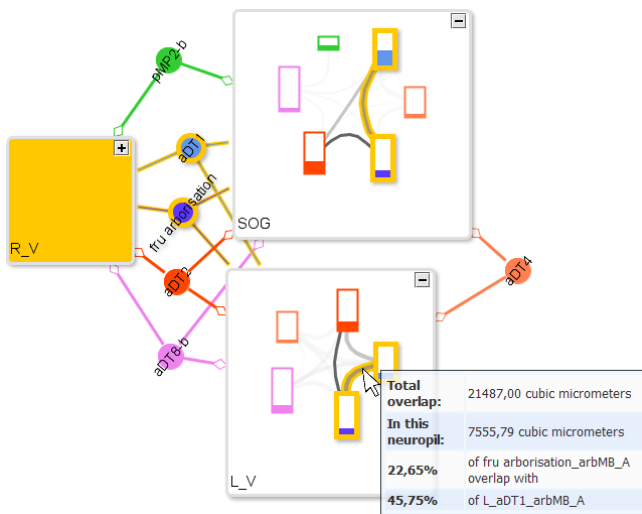 pMP2-b
aDT1
fru arborisation
R_V
SOG
aDT2
aDT4
aDT8-b
L_V
Total overlap: 21487,00 cubic micrometers
In this neuropil: 7555,79 cubic micrometers
22,65% of fru arborisation_arbMB_A overlap with
45,75% of L_aDT1_arbMB_A